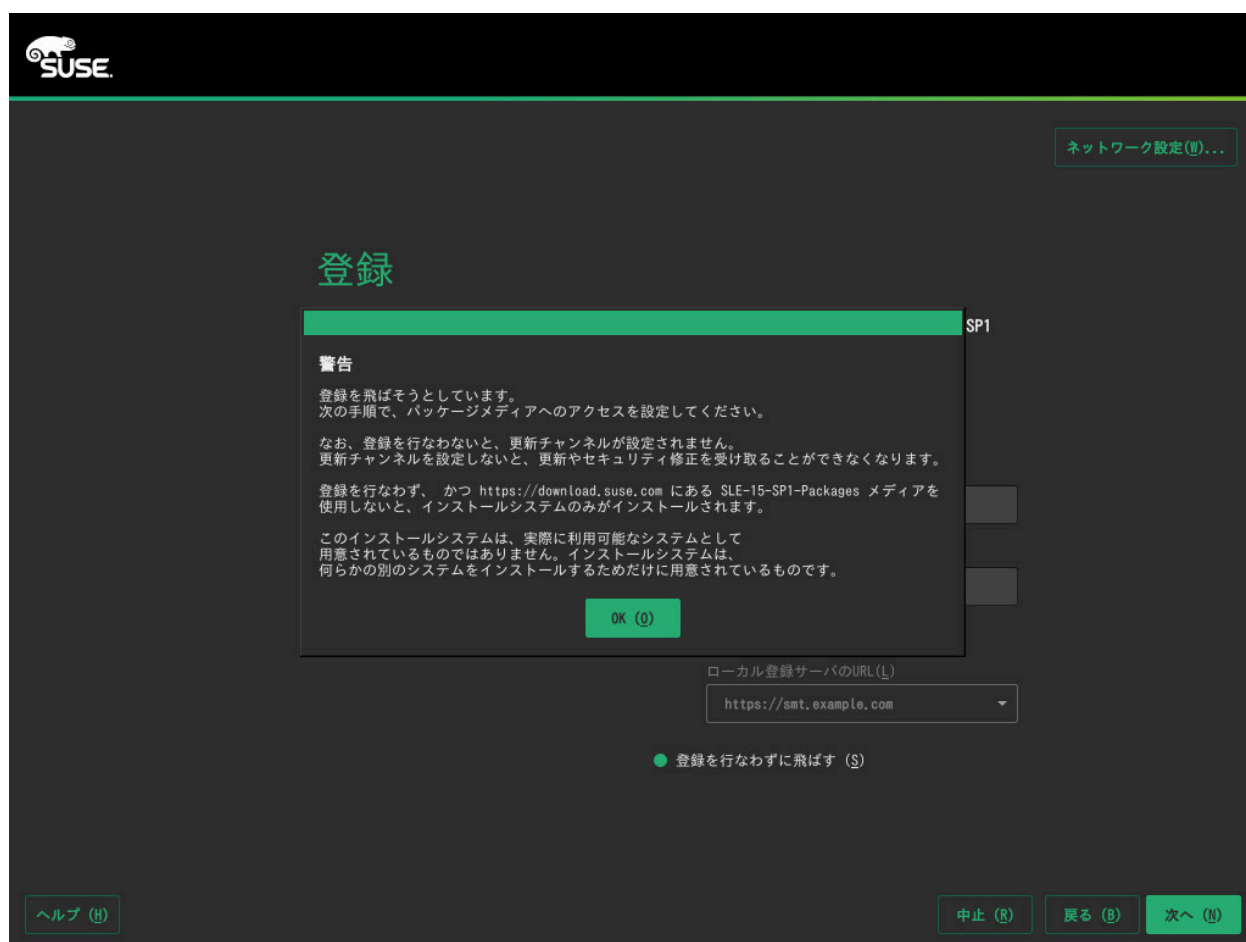 SUSE.
ネットワーク設定(W)...
登録
SP1
警告
登録を飛ばそうとしています。
次の手順で、パッケージメディアへのアクセスを設定してください。
なお、登録を行なわないと、更新チャンネルが設定されません。
更新チャンネルを設定しないと、更新やセキュリティ修正を受け取ることができなくなります。
登録を行なわず、 かつ https://download.suse.com にある SLE-15-SP1-Packages メディアを
使用しないと、インストールシステムのみがインストールされます。
このインストールシステムは、実際に利用可能なシステムとして
用意されているものではありません。インストールシステムは、
何らかの別のシステムをインストールするためだけに用意されているものです。
OK (O)
ローカル登録サーバのURL(L)
https://smt.example.com
登録を行なわずに飛ばす (S)
ヘルプ (H)
中止 (R)
戻る (B)
次へ (N)